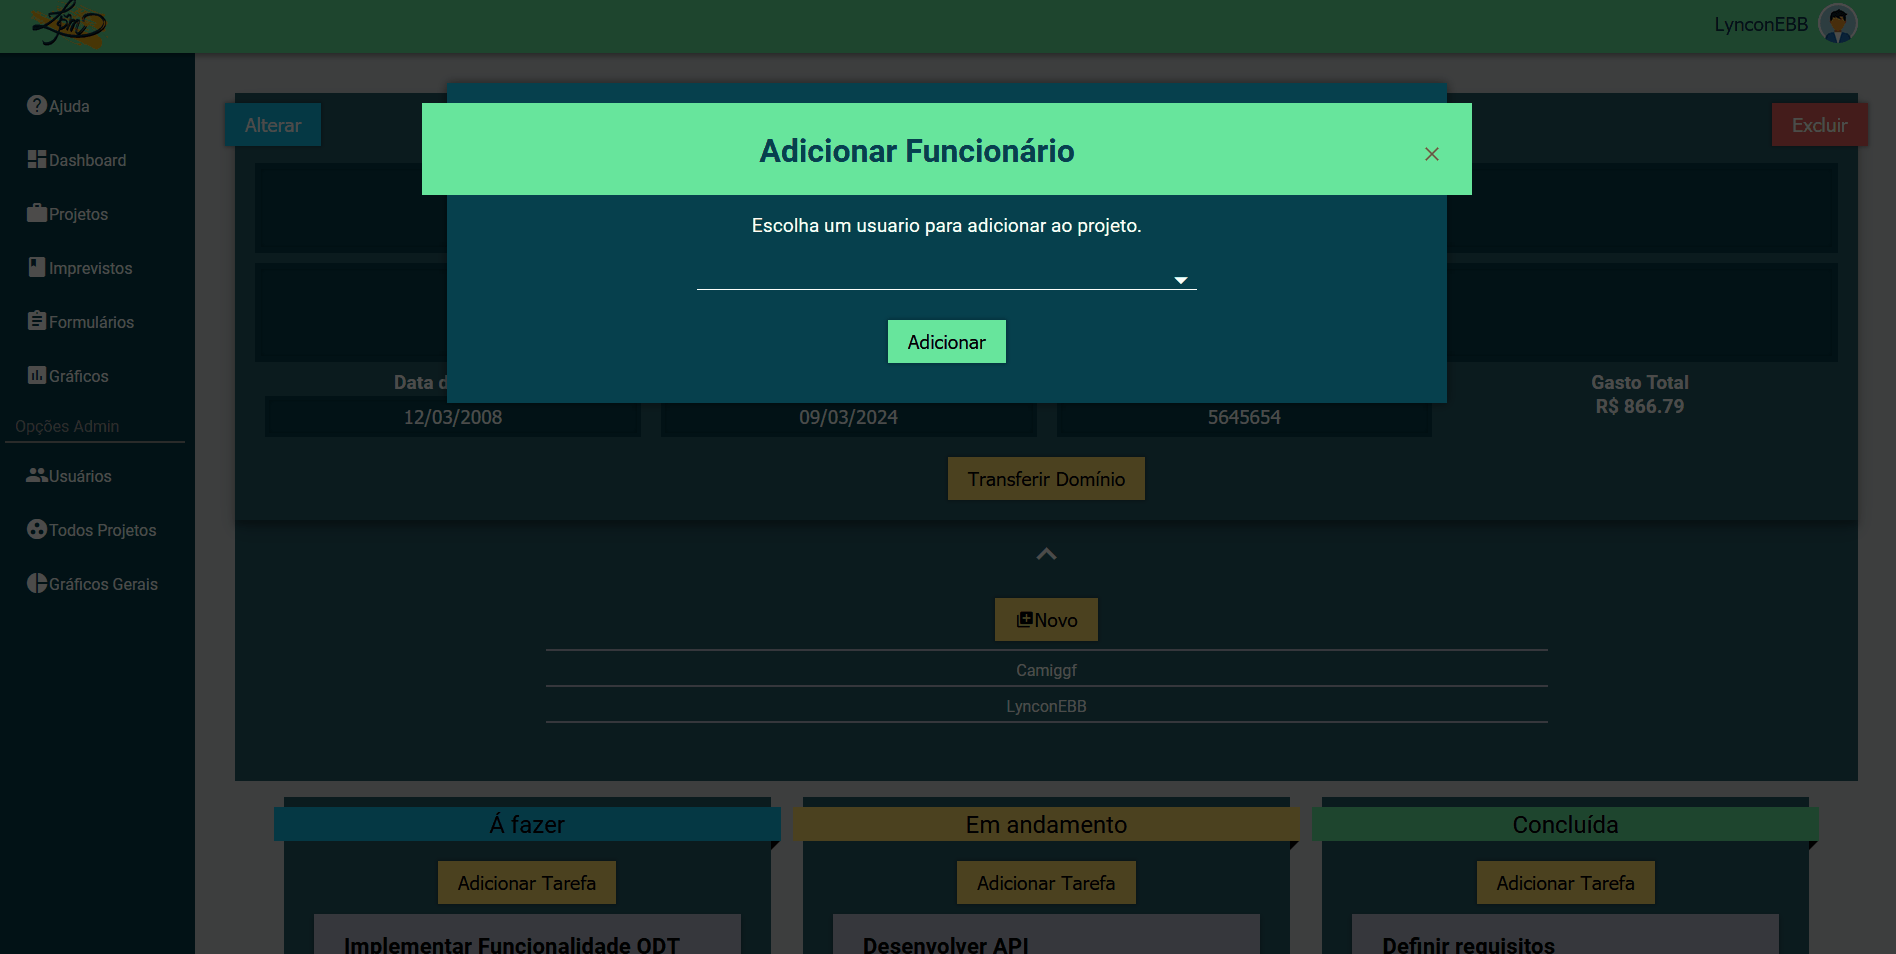 LynconEBB
Ajuda
Dashboard
Projetos
Imprevistos
Formulários
Gráficos
Opções Admin
Usuários
Todos Projetos
Gráficos Gerais
Alterar
Excluir
Adicionar Funcionário
Escolha um usuario para adicionar ao projeto.
Adicionar
Data d
12/03/2008
09/03/2024
5645654
Gasto Total
R$ 866.79
Transferir Domínio
Novo
Camiggf
LynconEBB
Á fazer
Adicionar Tarefa
Implementar Funcionalidade ODT
Em andamento
Adicionar Tarefa
Desenvolver API
Concluída
Adicionar Tarefa
Definir requisitos